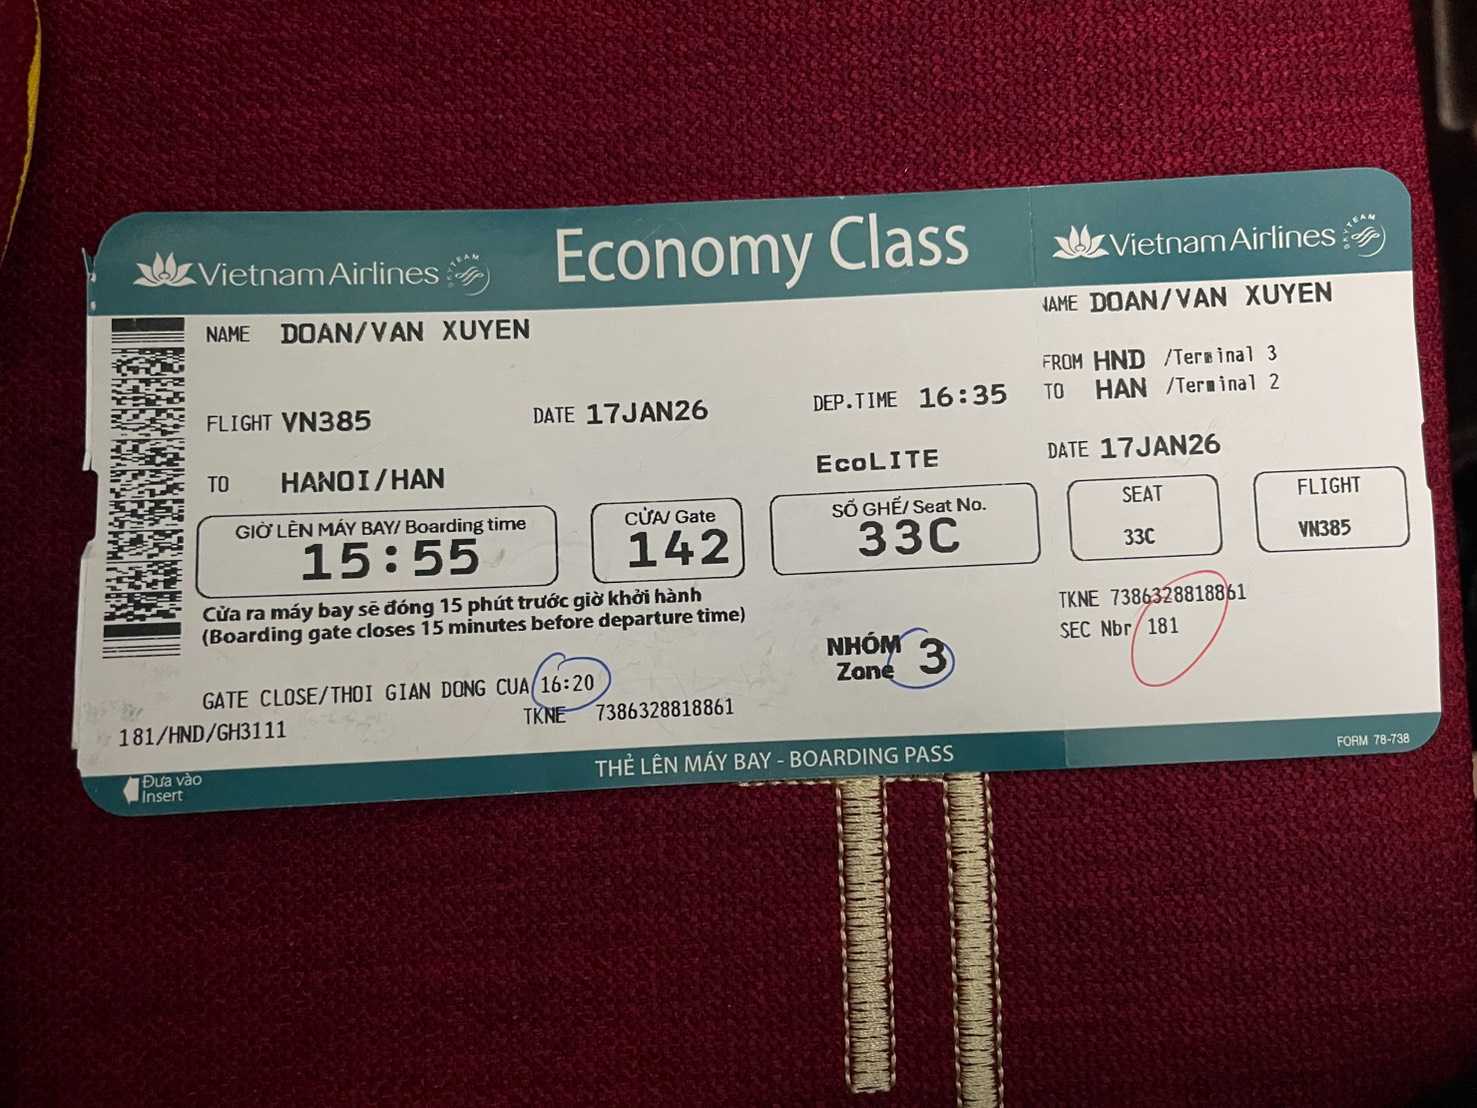 Vietnam Airlines SKYTEAM Economy Class
NAME DOAN/VAN XUYEN
FLIGHT VN385 DATE 17JAN26 DEP.TIME 16:35
TO HANOI/HAN EcoLITE
GIỜ LÊN MÁY BAY/ Boarding time
15:55
CỬA/ Gate
142
SỐ GHẾ/ Seat No.
33C
Cửa ra máy bay sẽ đóng 15 phút trước giờ khởi hành
(Boarding gate closes 15 minutes before departure time)
NHÓM
Zone 3
GATE CLOSE/THOI GIAN DONG CUA 16:20
181/HND/GH3111 TKNE 7386328818861
Đưa vào
Insert
THẺ LÊN MÁY BAY - BOARDING PASS
Vietnam Airlines SKYTEAM
NAME DOAN/VAN XUYEN
FROM HND /Terminal 3
TO HAN /Terminal 2
DATE 17JAN26
SEAT
33C
FLIGHT
VN385
TKNE 7386328818861
SEC Nbr 181
FORM 78-738